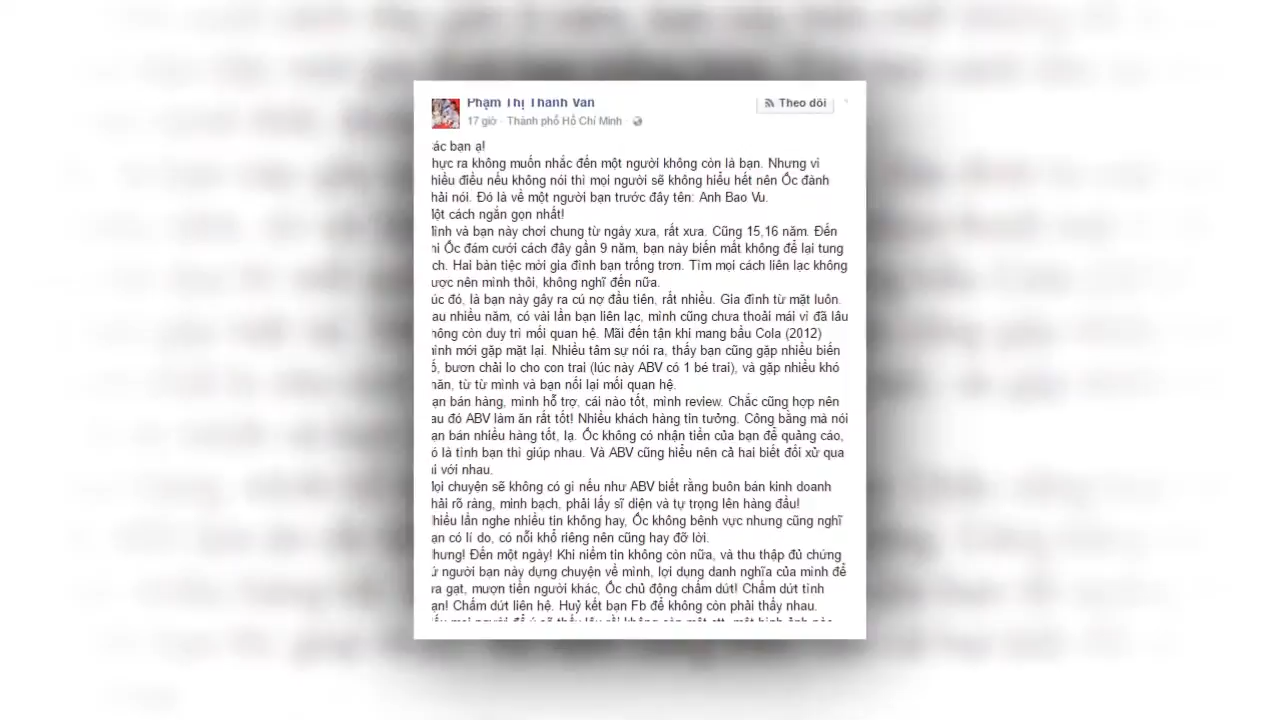 Phạm Thị Thanh Vân
Theo dõi
17 giờ · Thành phố Hồ Chí Minh ·
ác bạn ạ!
hực ra không muốn nhắc đến một người không còn là bạn. Nhưng vì
hiều điều nếu không nói thì mọi người sẽ không hiểu hết nên Ốc đành
hải nói. Đó là về một người bạn trước đây tên: Anh Bao Vu.
ột cách ngắn gọn nhất!
lình và bạn này chơi chung từ ngày xưa, rất xưa. Cũng 15,16 năm. Đến
hi Ốc đám cưới cách đây gần 9 năm, bạn này biến mất không để lại tung
ch. Hai bàn tiệc mời gia đình bạn trống trơn. Tìm mọi cách liên lạc không
ược nên mình thôi, không nghĩ đến nữa.
úc đó, là bạn này gây ra cú nợ đầu tiên, rất nhiều. Gia đình từ mặt luôn.
au nhiều năm, có vài lần bạn liên lạc, mình cũng chưa thoải mái vì đã lâu
hông còn duy trì mối quan hệ. Mãi đến tận khi mang bầu Cola (2012)
ình mới gặp mặt lại. Nhiều tâm sự nói ra, thấy bạn cũng gặp nhiều biến
ố, bươn chải lo cho con trai (lúc này ABV có 1 bé trai), và gặp nhiều khó
hăn, từ từ mình và bạn nối lại mối quan hệ.
ạn bán hàng, mình hỗ trợ, cái nào tốt, mình review. Chắc cũng hợp nên
au đó ABV làm ăn rất tốt! Nhiều khách hàng tin tưởng. Công bằng mà nói
ạn bán nhiều hàng tốt, lạ. Ốc không có nhận tiền của bạn để quảng cáo,
ó là tình bạn thì giúp nhau. Và ABV cũng hiểu nên cả hai biết đối xử qua
ại với nhau.
lọi chuyện sẽ không có gì nếu như ABV biết rằng buôn bán kinh doanh
hải rõ ràng, minh bạch, phải lấy sĩ diện và tự trọng lên hàng đầu!
hiều lần nghe nhiều tin không hay, Ốc không bênh vực nhưng cũng nghĩ
ạn có lí do, có nỗi khổ riêng nên cũng hay đỡ lời.
hưng! Đến một ngày! Khi niềm tin không còn nữa, và thu thập đủ chứng
ứ người bạn này dựng chuyện về mình, lợi dụng danh nghĩa của mình để
ừa gạt, mượn tiền người khác, Ốc chủ động chấm dứt! Chấm dứt tình
ạn! Chấm dứt liên hệ. Huỷ kết bạn Fb để không còn phải thấy nhau.